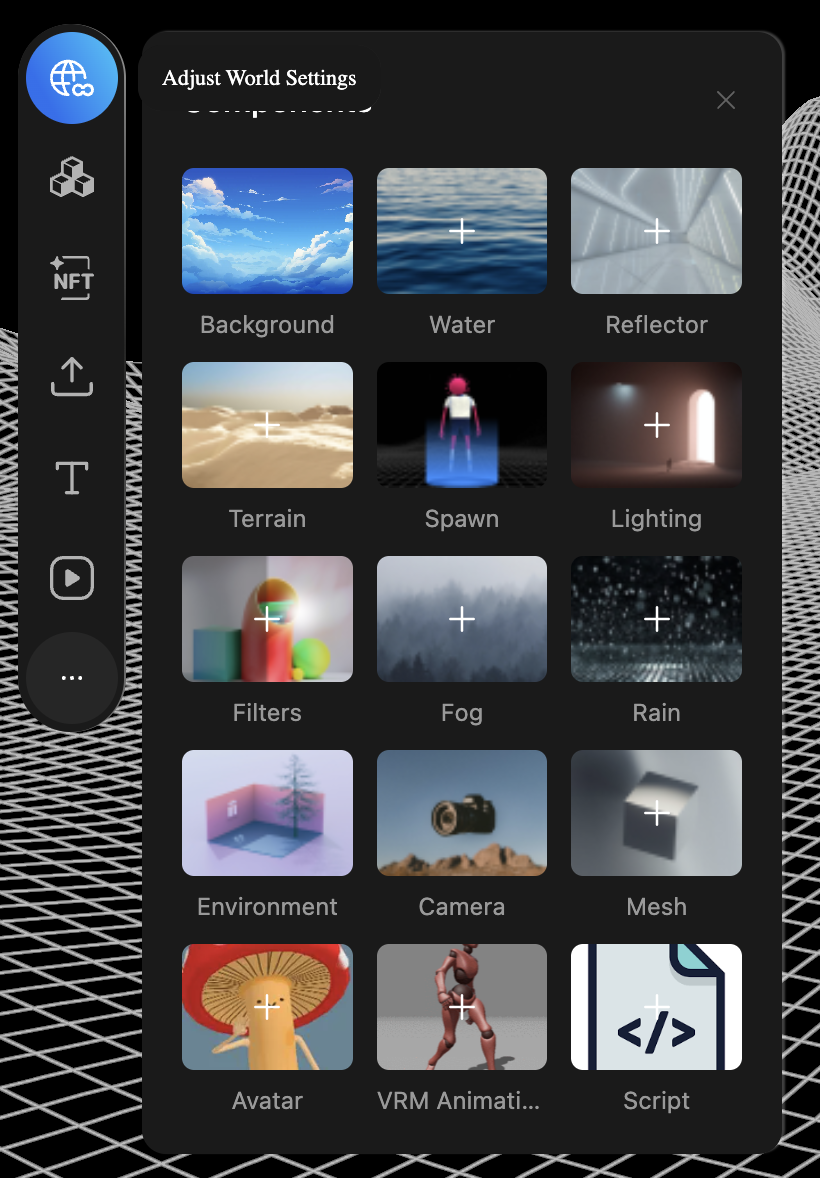 Adjust World Settings
NFT
T
Background
Water
Reflector
Terrain
Spawn
Lighting
Filters
Fog
Rain
Environment
Camera
Mesh
Avatar
VRM Animati...
</>
Script